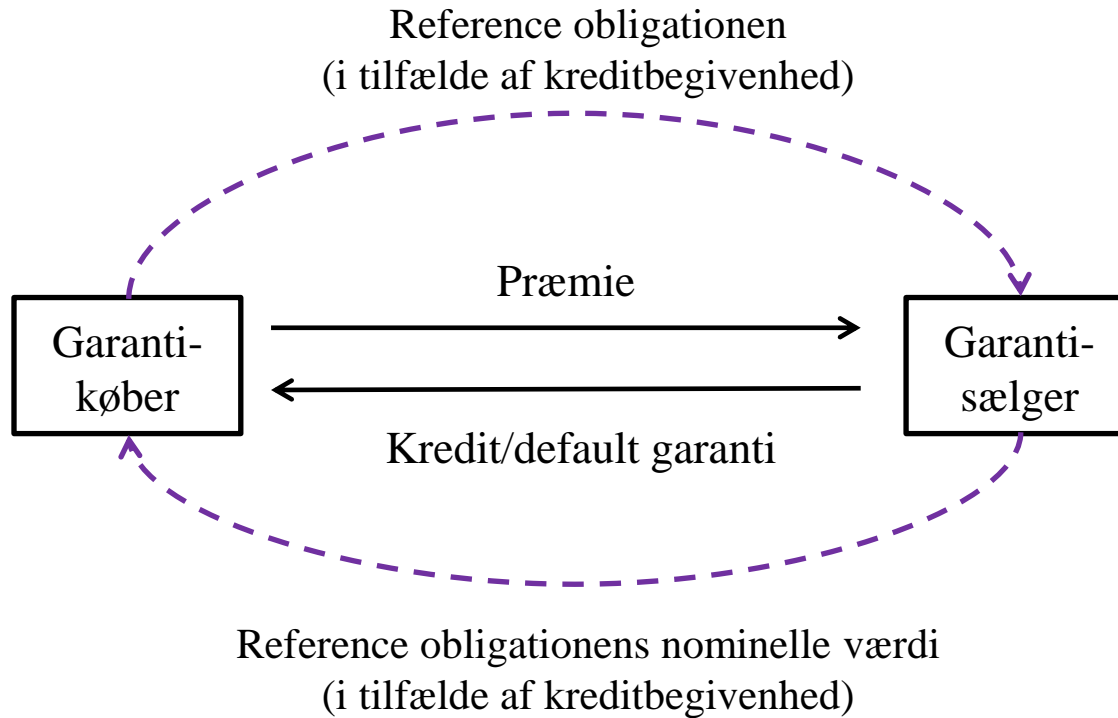 Reference obligationen
(i tilfælde af kreditbegivenhed)
Præmie
Garanti-
køber
Garanti-
sælger
Kredit/default garanti
Reference obligationens nominelle værdi
(i tilfælde af kreditbegivenhed)